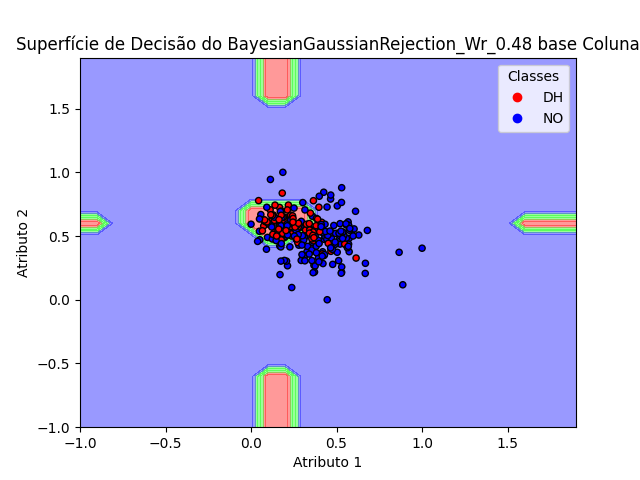 Superfície de Decisão do BayesianGaussianRejection_Wr_0.48 base Coluna
Classes
DH
NO
1.5
1.0
0.5
0.0
−0.5
−1.0
Atributo 2
−1.0 −0.5 0.0 0.5 1.0 1.5
Atributo 1